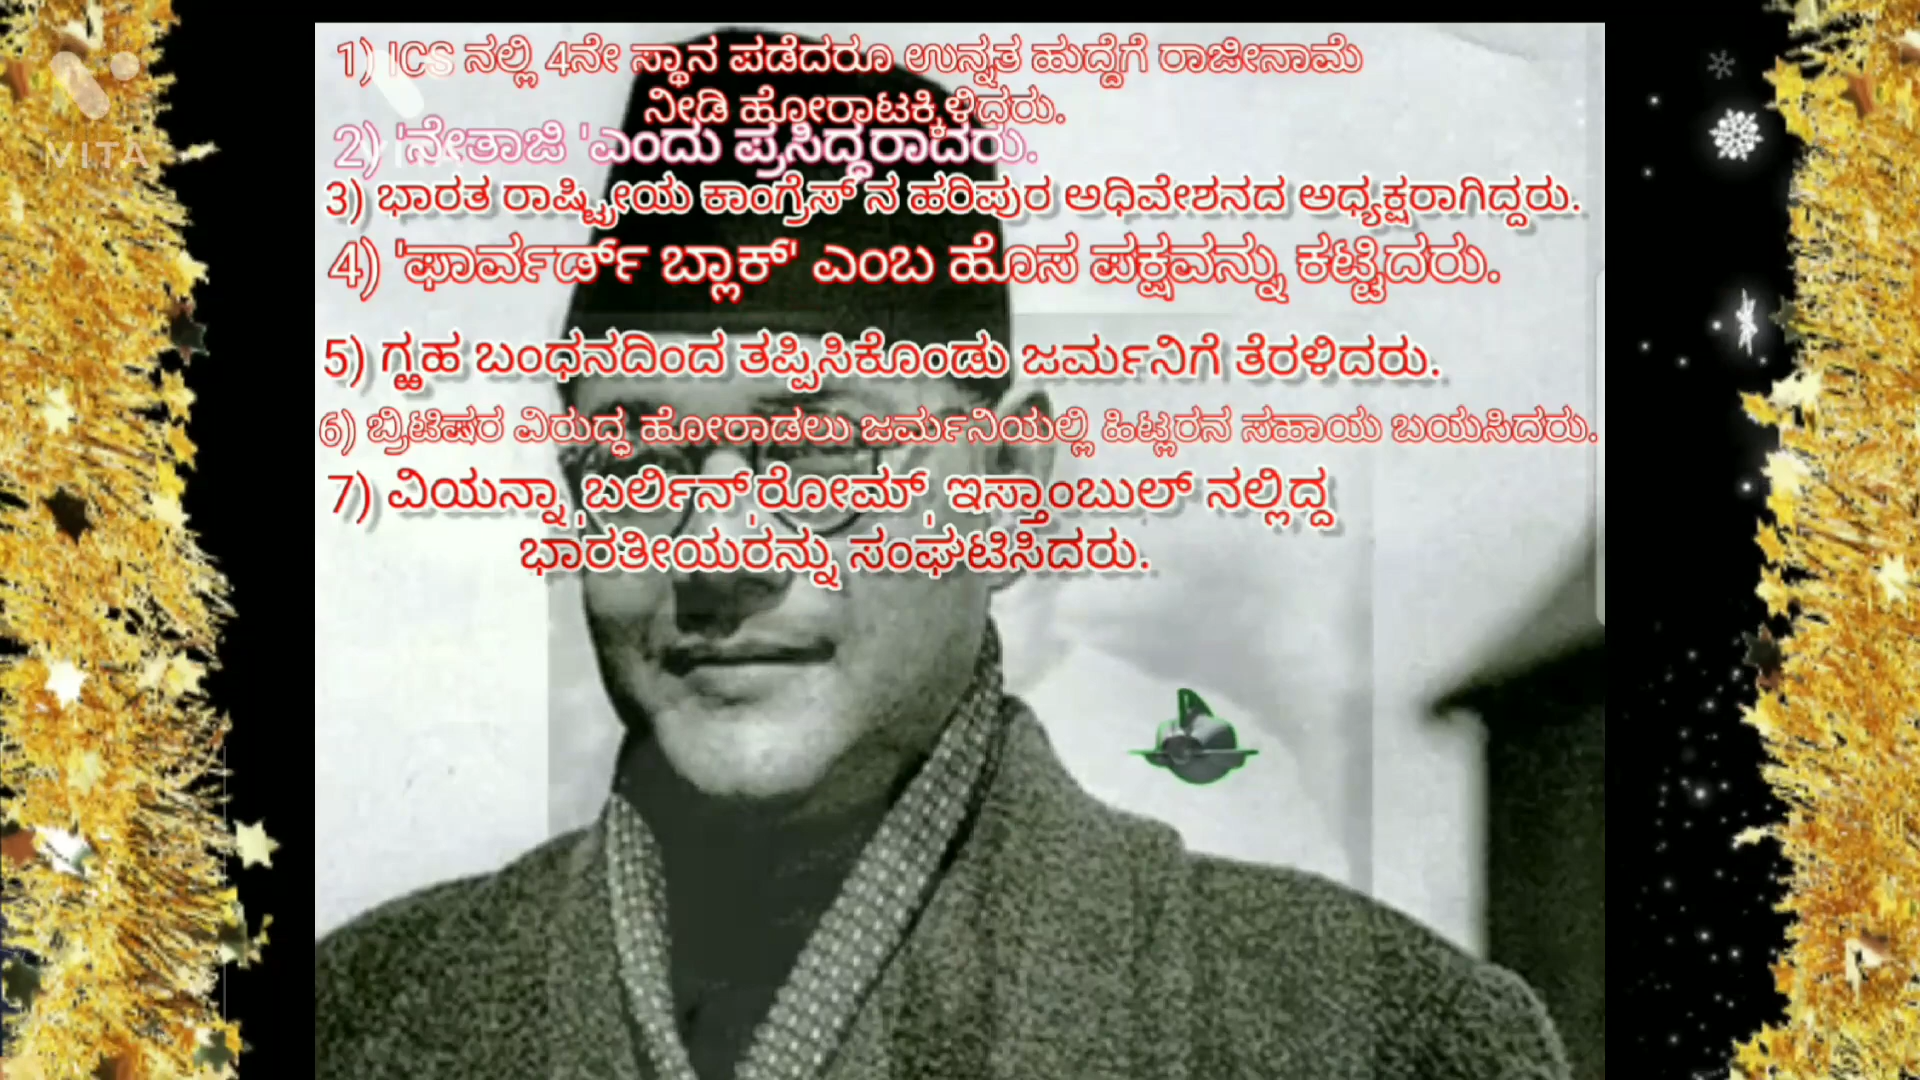 1) ICS ನಲ್ಲಿ 4ನೇ ಸ್ಥಾನ ಪಡೆದರೂ ಉನ್ನತ ಹುದ್ದೆಗೆ ರಾಜೀನಾಮೆ
ನೀಡಿ ಹೋರಾಟಕ್ಕಿಳಿದರು.
2) 'ನೇತಾಜಿ 'ಎಂದು ಪ್ರಸಿದ್ಧರಾದರು.
3) ಭಾರತ ರಾಷ್ಟ್ರೀಯ ಕಾಂಗ್ರೆಸ್ ನ ಹರಿಪುರ ಅಧಿವೇಶನದ ಅಧ್ಯಕ್ಷರಾಗಿದ್ದರು.
4) 'ಫಾರ್ವರ್ಡ್ ಬ್ಲಾಕ್' ಎಂಬ ಹೊಸ ಪಕ್ಷವನ್ನು ಕಟ್ಟಿದರು.
5) ಗೃಹ ಬಂಧನದಿಂದ ತಪ್ಪಿಸಿಕೊಂಡು ಜರ್ಮನಿಗೆ ತೆರಳಿದರು.
6) ಬ್ರಿಟಿಷರ ವಿರುದ್ಧ ಹೋರಾಡಲು ಜರ್ಮನಿಯಲ್ಲಿ ಹಿಟ್ಲರನ ಸಹಾಯ ಬಯಸಿದರು.
7) ವಿಯನ್ನಾ ,ಬರ್ಲಿನ್ ,ರೋಮ್ , ಇಸ್ತಾಂಬುಲ್ ನಲ್ಲಿದ್ದ
ಭಾರತೀಯರನ್ನು ಸಂಘಟಿಸಿದರು.
VITA
VITA